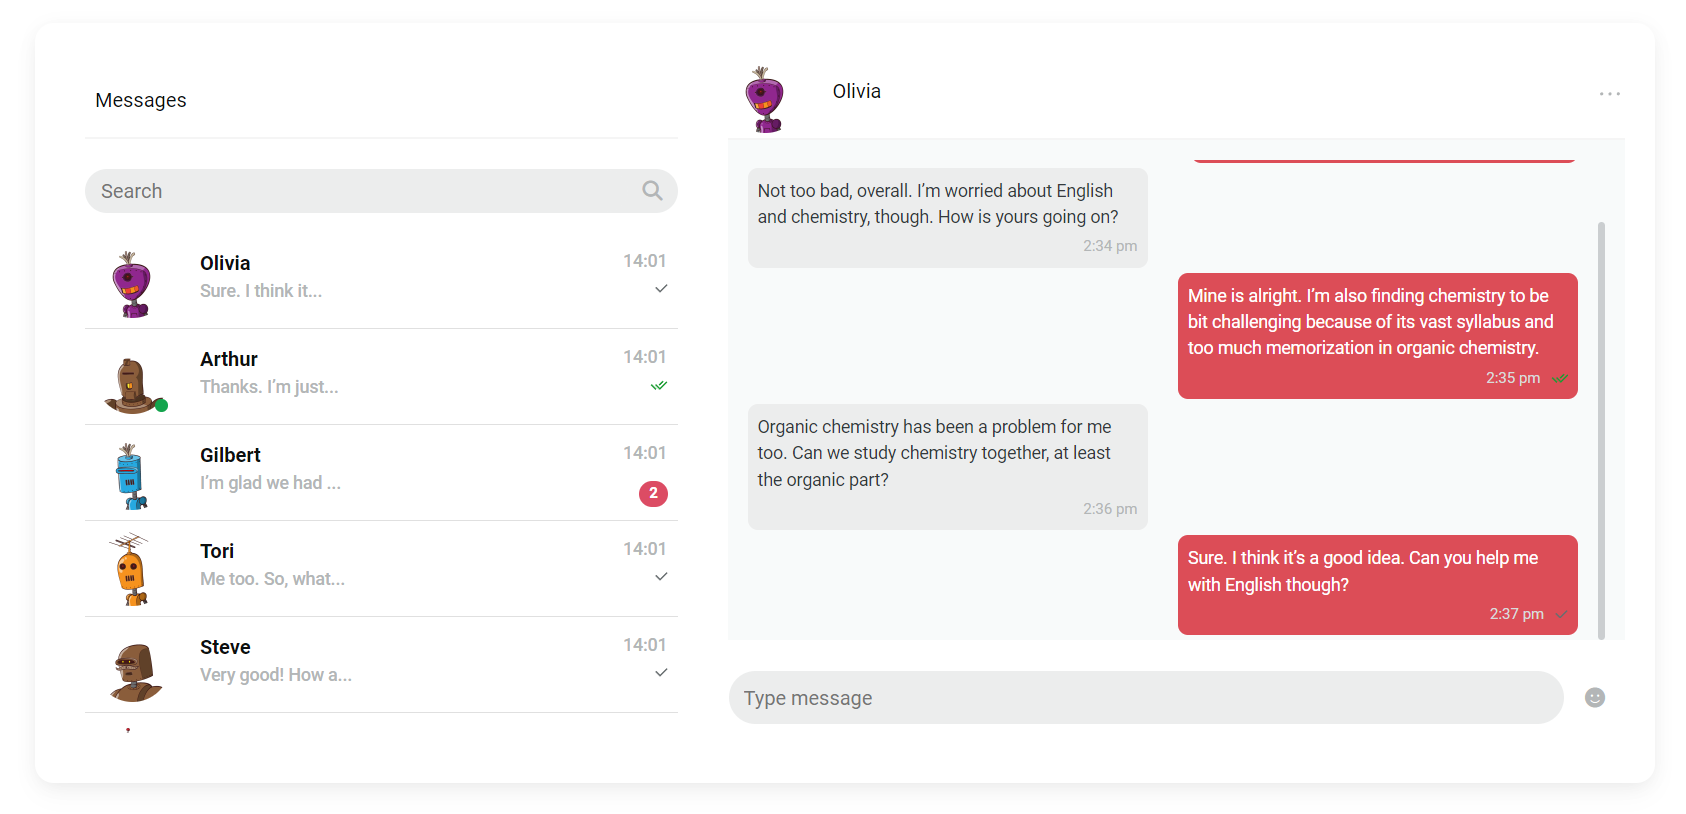 Messages
Search
Olivia
14:01
Sure. I think it...
Arthur
14:01
Thanks. I’m just...
Gilbert
14:01
I’m glad we had ...
2
Tori
14:01
Me too. So, what...
Steve
14:01
Very good! How a...
Olivia
Not too bad, overall. I’m worried about English
and chemistry, though. How is yours going on?
2:34 pm
Mine is alright. I’m also finding chemistry to be
bit challenging because of its vast syllabus and
too much memorization in organic chemistry.
2:35 pm
Organic chemistry has been a problem for me
too. Can we study chemistry together, at least
the organic part?
2:36 pm
Sure. I think it’s a good idea. Can you help me
with English though?
2:37 pm
Type message